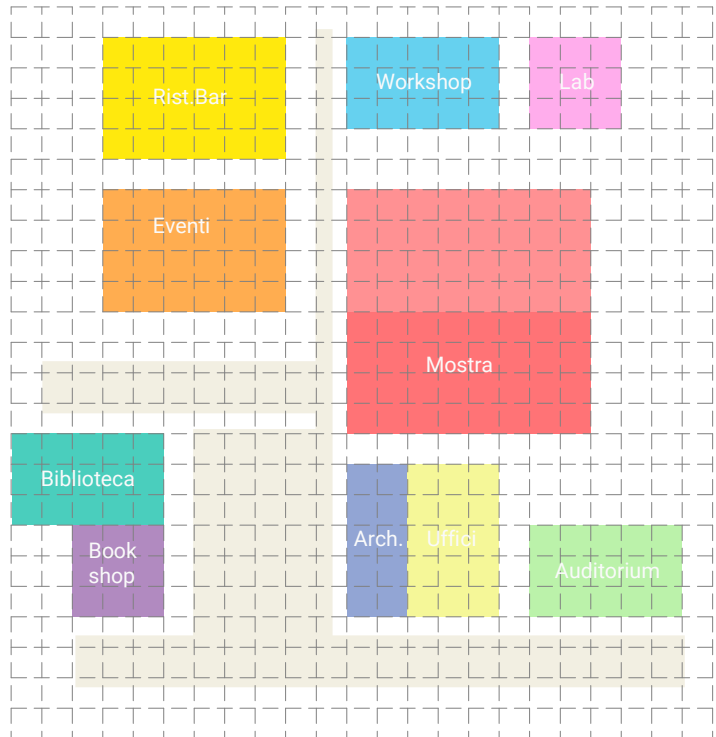 Rist.Bar
Workshop
Lab
Eventi
Mostra
Biblioteca
Book
shop
Arch.
Uffici
Auditorium